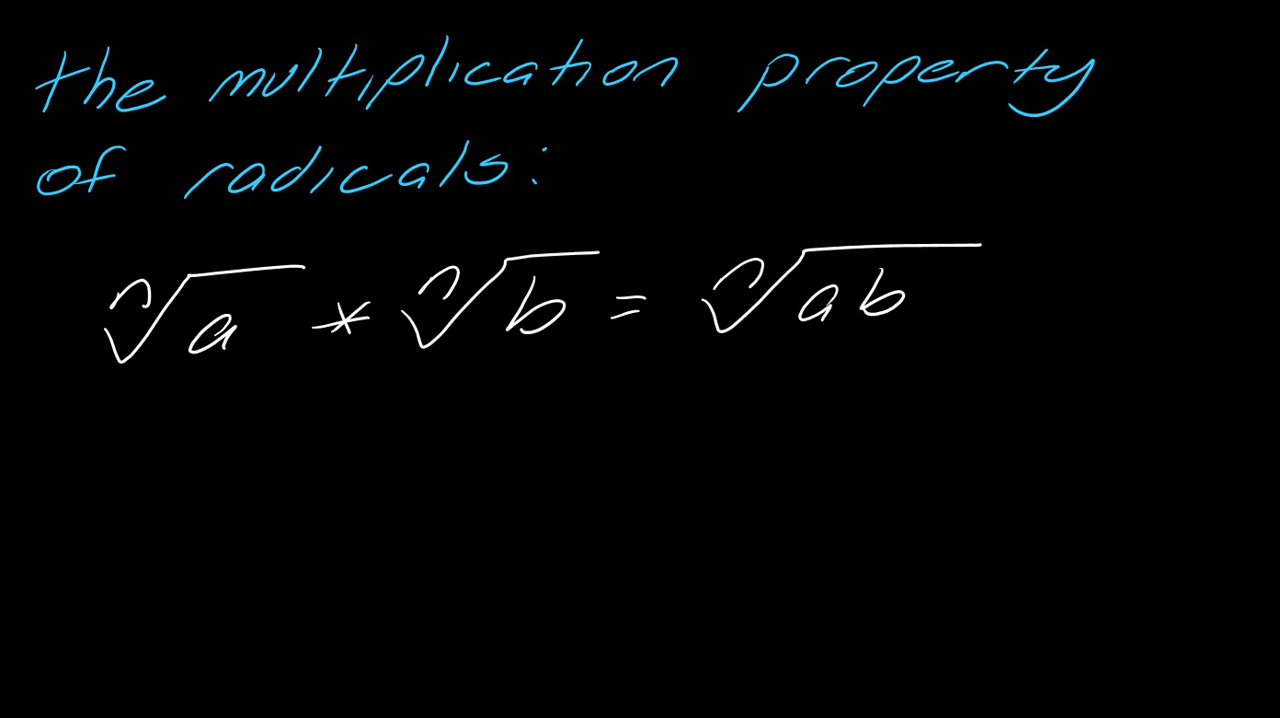 the multiplication property
of radicals:
ⁿ√a * ⁿ√b = ⁿ√ab